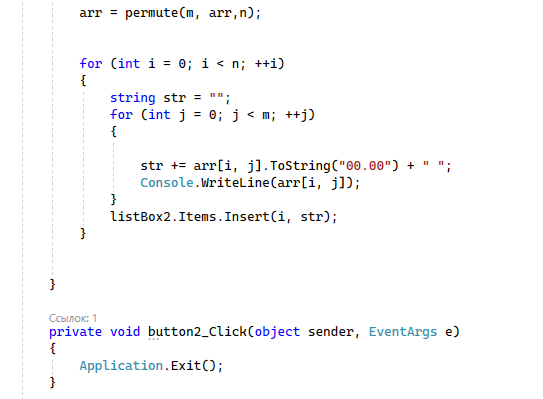 arr = permute(m, arr,n);
for (int i = 0; i < n; ++i)
{
string str = "";
for (int j = 0; j < m; ++j)
{
str += arr[i, j].ToString("00.00") + " ";
Console.WriteLine(arr[i, j]);
}
listBox2.Items.Insert(i, str);
}
}
Ссылок: 1
private void button2_Click(object sender, EventArgs e)
{
Application.Exit();
}